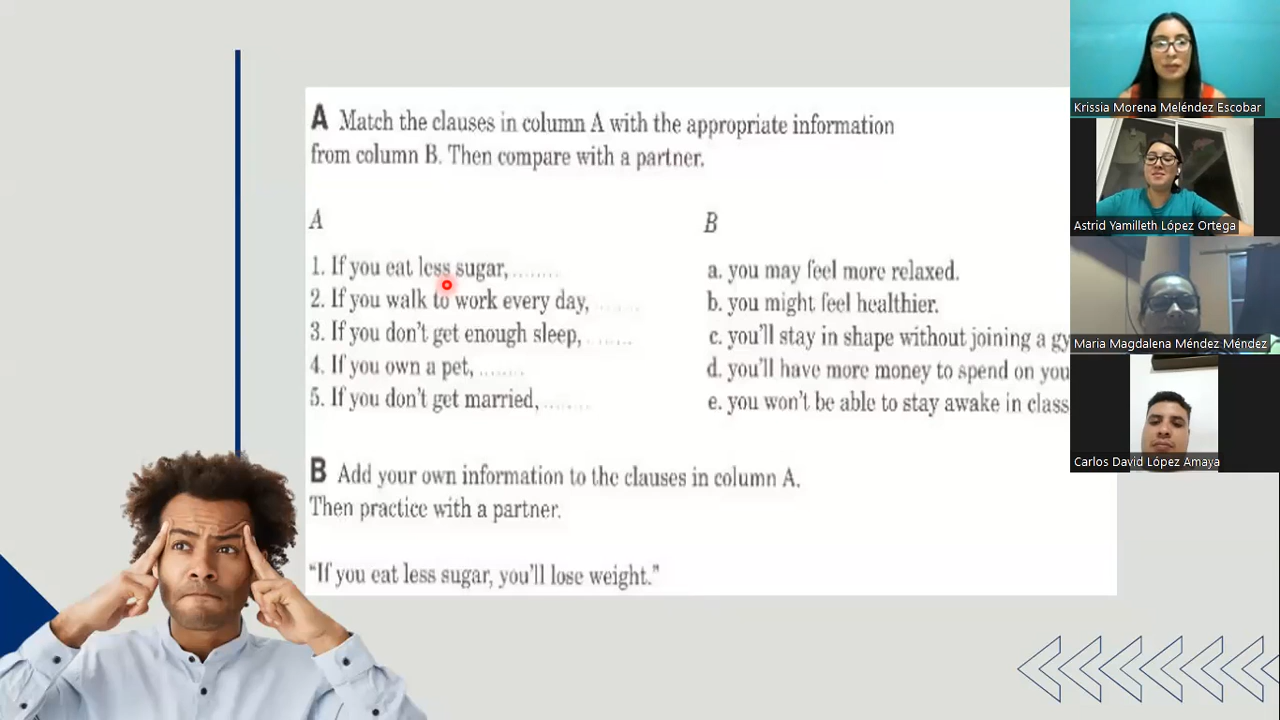 A Match the clauses in column A with the appropriate information
from column B. Then compare with a partner.
A
1. If you eat less sugar, ........
2. If you walk to work every day, ........
3. If you don't get enough sleep, ........
4. If you own a pet, ........
5. If you don't get married, ........
B
a. you may feel more relaxed.
b. you might feel healthier.
c. you'll stay in shape without joining a gy
d. you'll have more money to spend on you
e. you won't be able to stay awake in class
B Add your own information to the clauses in column A.
Then practice with a partner.
"If you eat less sugar, you'll lose weight."
Krissia Morena Meléndez Escobar
Astrid Yamilleth López Ortega
Maria Magdalena Méndez Méndez
Carlos David López Amaya